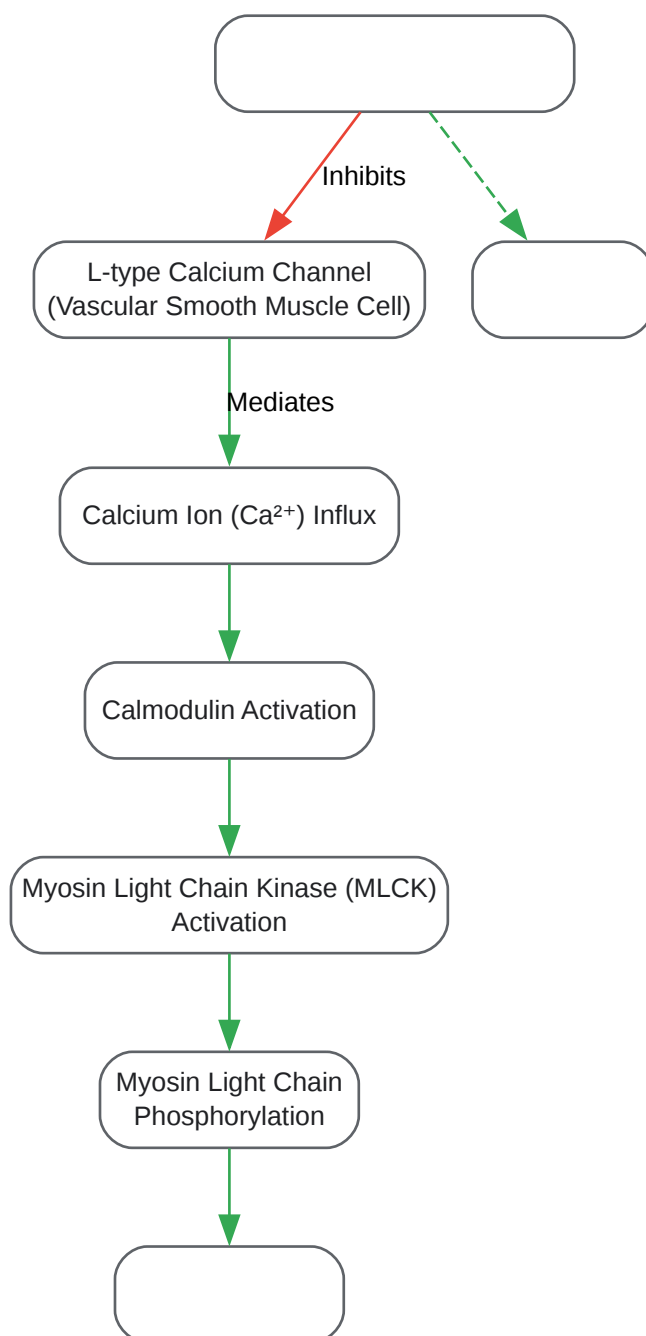 Inhibits
L-type Calcium Channel
(Vascular Smooth Muscle Cell)
Mediates
Calcium Ion (Ca²⁺) Influx
Calmodulin Activation
Myosin Light Chain Kinase (MLCK)
Activation
Myosin Light Chain
Phosphorylation